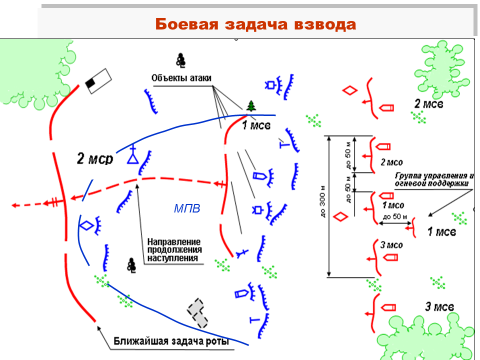 Боевая задача взвода
Объекты атаки
1 мсв
2 мсв
2 мср
до 50 м
2 мсо
Группа управления и
огневой поддержки
до 50 м
до 300 м
МПВ
1 мсо
до 50 м
1 мсв
Направление
продолжения
наступления
3 мсо
3 мсв
Ближайшая задача роты